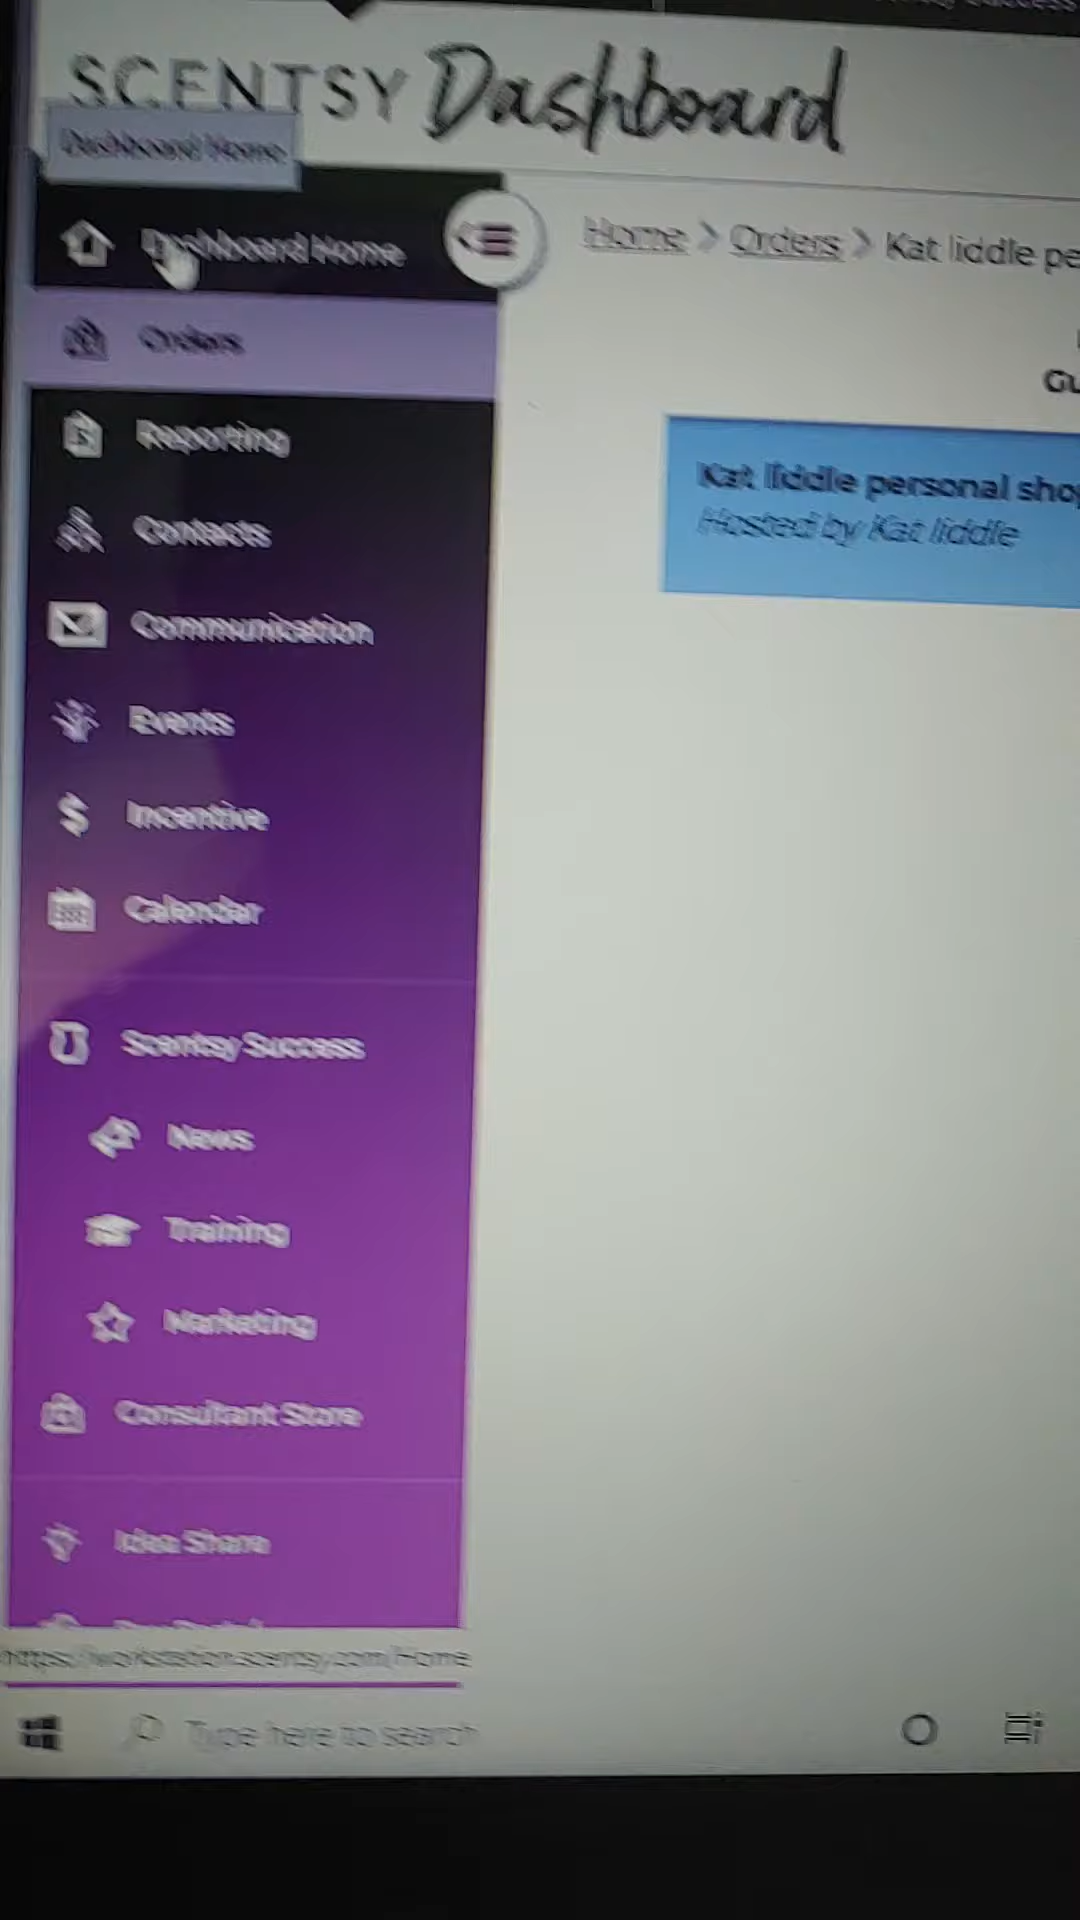 SCENTSY Dashboard
Dashboard Home
Dashboard Home
Home > Orders > Kat liddle
Orders
Reporting
Kat liddle personal
Hosted by Kat liddle
Contacts
Communication
Events
Incentive
Calendar
Scentsy Success
News
Training
Marketing
Consultant Store
Idea Share
https://workstation.scentsy.com/Home
Type here to search